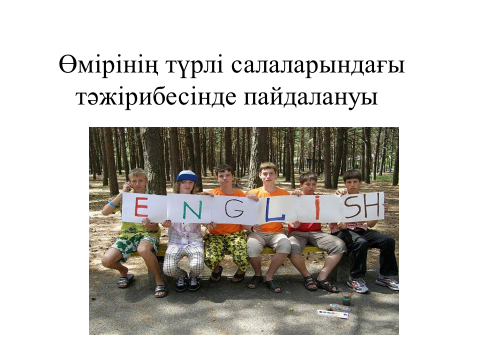 Өмірінің түрлі салаларындағы
тәжірибесінде пайдалануы
ENGLiSH